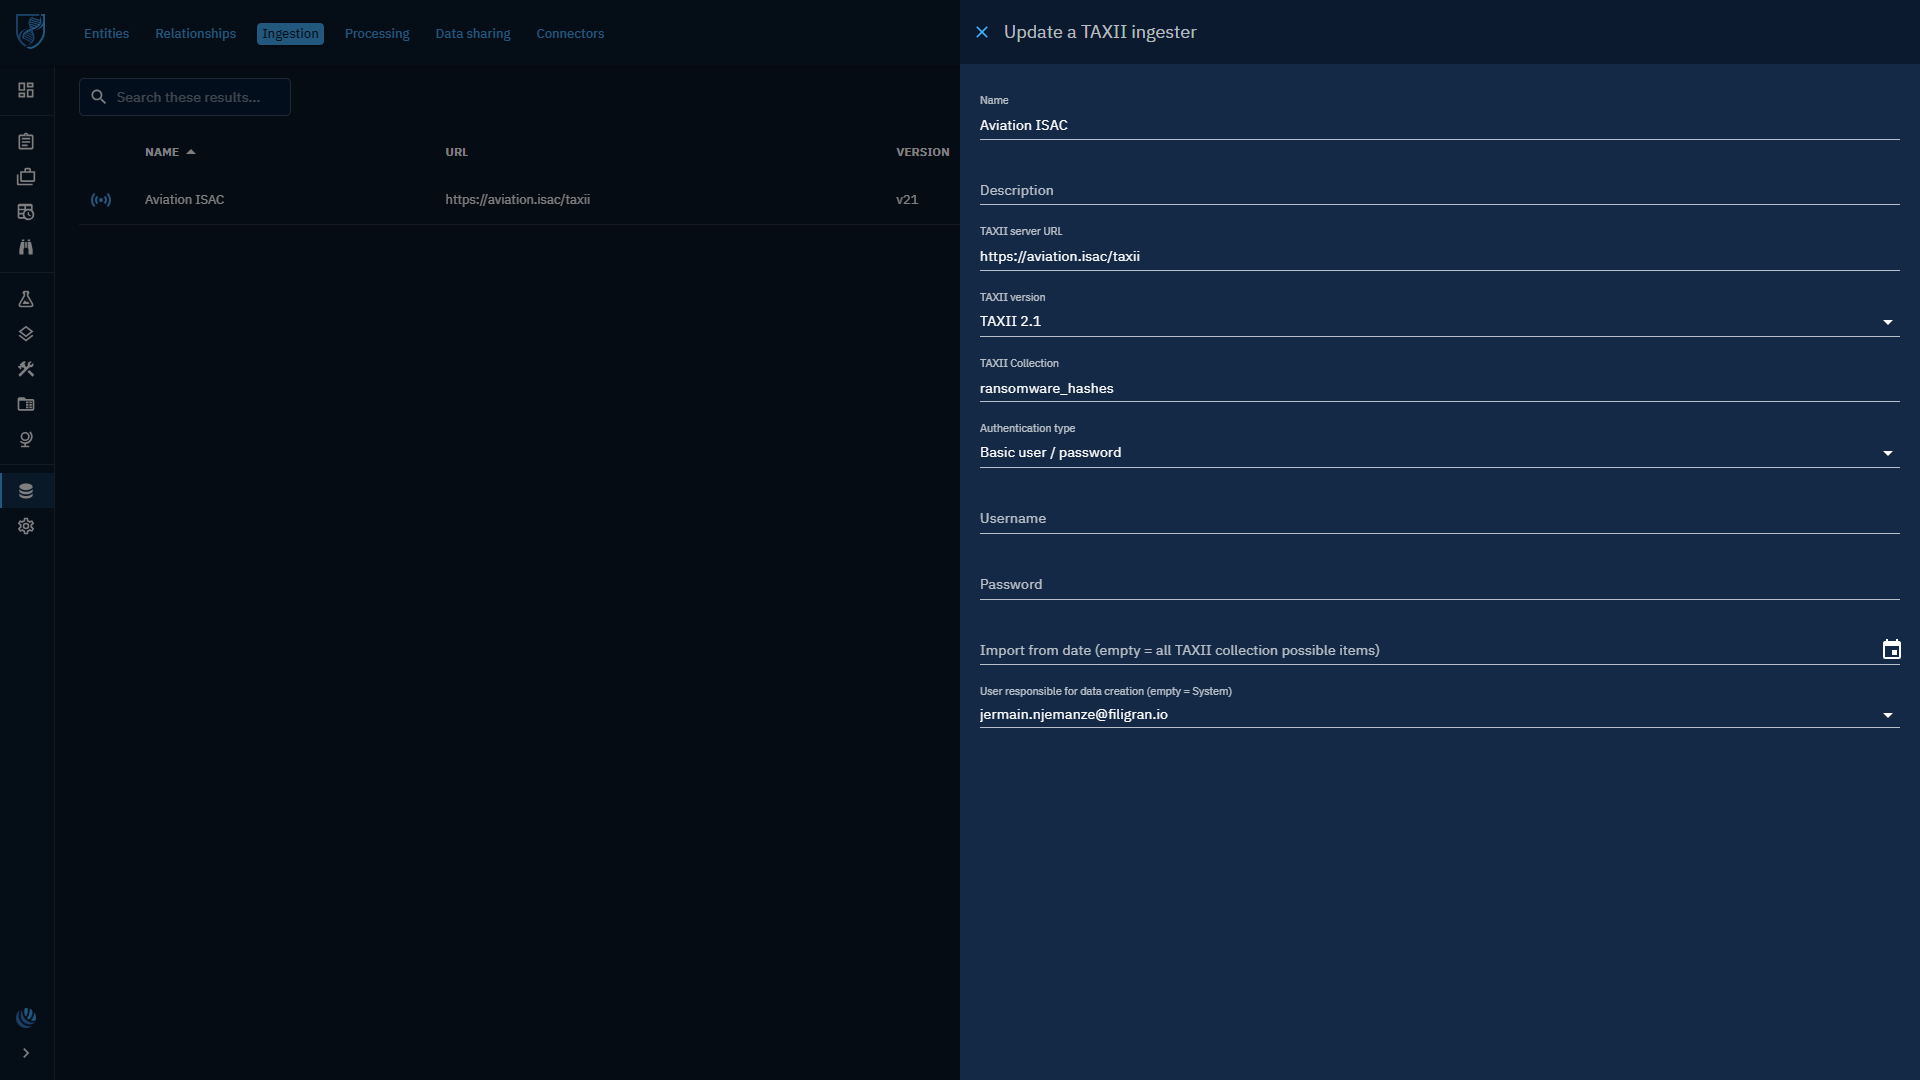 Entities Relationships Ingestion Processing Data sharing Connectors
Search these results...
NAME URL VERSION
Aviation ISAC https://aviation.isac/taxii v21
Update a TAXII ingester
Name
Aviation ISAC
Description
TAXII server URL
https://aviation.isac/taxii
TAXII version
TAXII 2.1
TAXII Collection
ransomware_hashes
Authentication type
Basic user / password
Username
Password
Import from date (empty = all TAXII collection possible items)
User responsible for data creation (empty = System)
jermain.njemanze@filigran.io